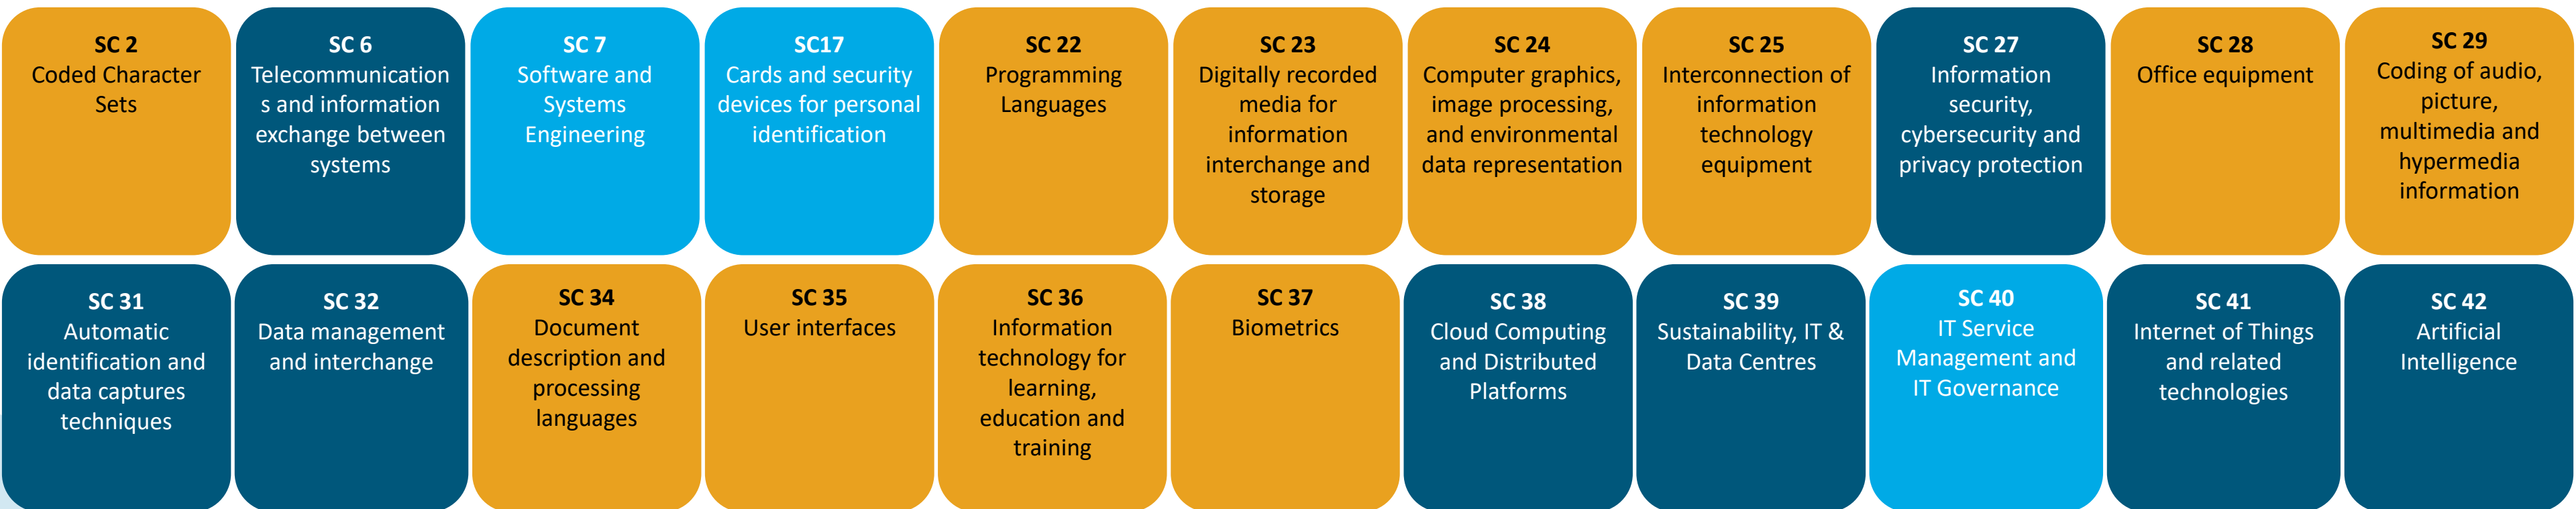 SC 2
Coded Character
Sets
SC 6
Telecommunication
s and information
exchange between
systems
SC 7
Software and
Systems
Engineering
SC17
Cards and security
devices for personal
identification
SC 22
Programming
Languages
SC 23
Digitally recorded
media for
information
interchange and
storage
SC 24
Computer graphics,
image processing,
and environmental
data representation
SC 25
Interconnection of
information
technology
equipment
SC 27
Information
security,
cybersecurity and
privacy protection
SC 28
Office equipment
SC 29
Coding of audio,
picture,
multimedia and
hypermedia
information
SC 31
Automatic
identification and
data captures
techniques
SC 32
Data management
and interchange
SC 34
Document
description and
processing
languages
SC 35
User interfaces
SC 36
Information
technology for
learning,
education and
training
SC 37
Biometrics
SC 38
Cloud Computing
and Distributed
Platforms
SC 39
Sustainability, IT &
Data Centres
SC 40
IT Service
Management and
IT Governance
SC 41
Internet of Things
and related
technologies
SC 42
Artificial
Intelligence